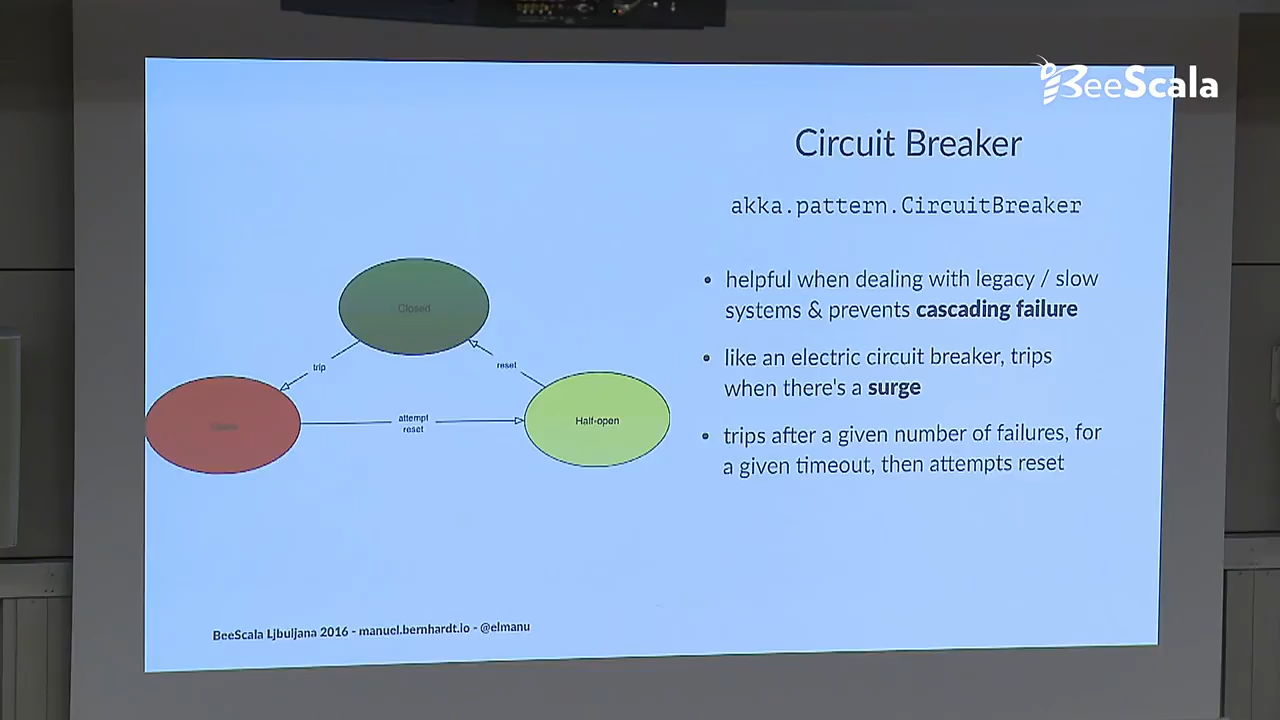 BeeScala
Circuit Breaker
akka.pattern.CircuitBreaker
• helpful when dealing with legacy / slow
systems & prevents cascading failure
• like an electric circuit breaker, trips
when there's a surge
• trips after a given number of failures, for
a given timeout, then attempts reset
Closed
trip
reset
attempt
reset
Half-open
BeeScala Ljbuljana 2016 - manuel.bernhardt.io - @elmanu